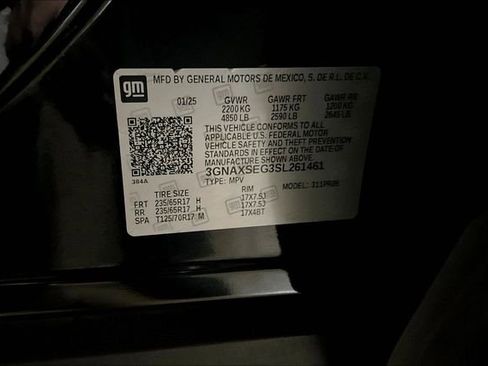 gm
MFD BY GENERAL MOTORS DE MEXICO, S. DE R.L. DE C.V.
01/25 GVWR GAWR FRT GAWR RR
2200 KG 1175 KG 1200 KG
4850 LB 2590 LB 2645 LB
THIS VEHICLE CONFORMS TO ALL
APPLICABLE U.S. FEDERAL MOTOR
VEHICLE SAFETY AND THEFT PREVENTION
STANDARDS IN EFFECT ON THE DATE OF
MANUFACTURE SHOWN ABOVE.
3GNAXSEG3SL261461
384A
TYPE: MPV MODEL:
TIRE SIZE RIM
FRT 235/65R17 H 17X7.5J
RR 235/65R17 H 17X7.5J
SPA T125/70R17 M 17X4BT